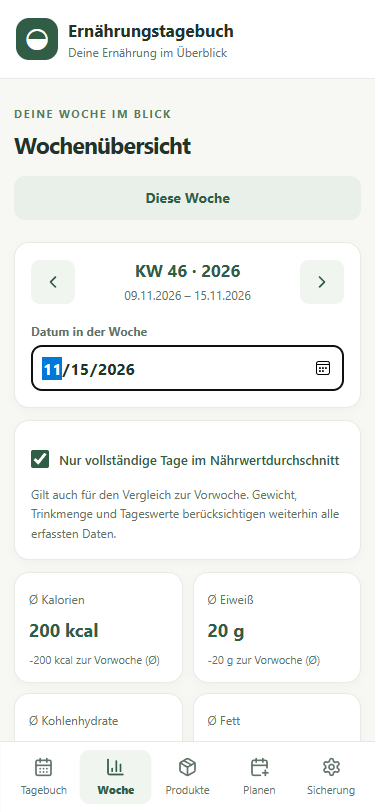 Ernährungstagebuch
Deine Ernährung im Überblick
DEINE WOCHE IM BLICK
Wochenübersicht
Diese Woche
KW 46 · 2026
09.11.2026 – 15.11.2026
Datum in der Woche
11/15/2026
Nur vollständige Tage im Nährwertdurchschnitt
Gilt auch für den Vergleich zur Vorwoche. Gewicht,
Trinkmenge und Tageswerte berücksichtigen weiterhin alle
erfassten Daten.
Ø Kalorien
200 kcal
-200 kcal zur Vorwoche (Ø)
Ø Eiweiß
20 g
-20 g zur Vorwoche (Ø)
Ø Kohlenhydrate
Ø Fett
Tagebuch
Woche
Produkte
Planen
Sicherung